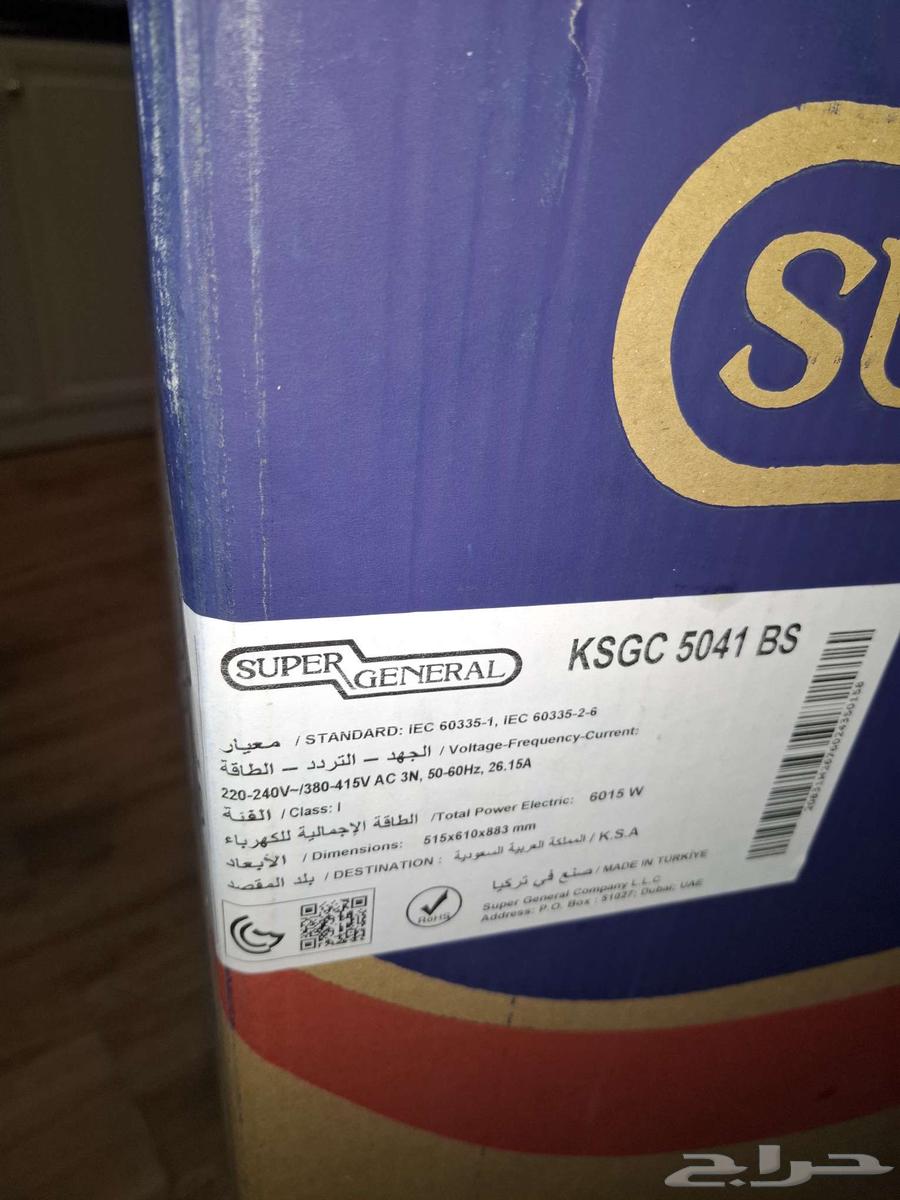 SU
SUPER GENERAL
KSGC 5041 BS
معيار / STANDARD: IEC 60335-1, IEC 60335-2-6
الجهد – التردد – الطاقة / Voltage-Frequency-Current:
220-240V~/380-415V AC 3N, 50-60Hz, 26.15A
الفئة / Class: I
الطاقة الإجمالية للكهرباء /Total Power Electric: 6015 W
الأبعاد / Dimensions: 515x610x883 mm
بلد المقصد / DESTINATION : المملكة العربية السعودية / K.S.A
صنع في تركيا / MADE IN TURKIYE
Super General Company L.L.C
Address: P.O. Box : 51027; Dubai, UAE
RoHS
حراج